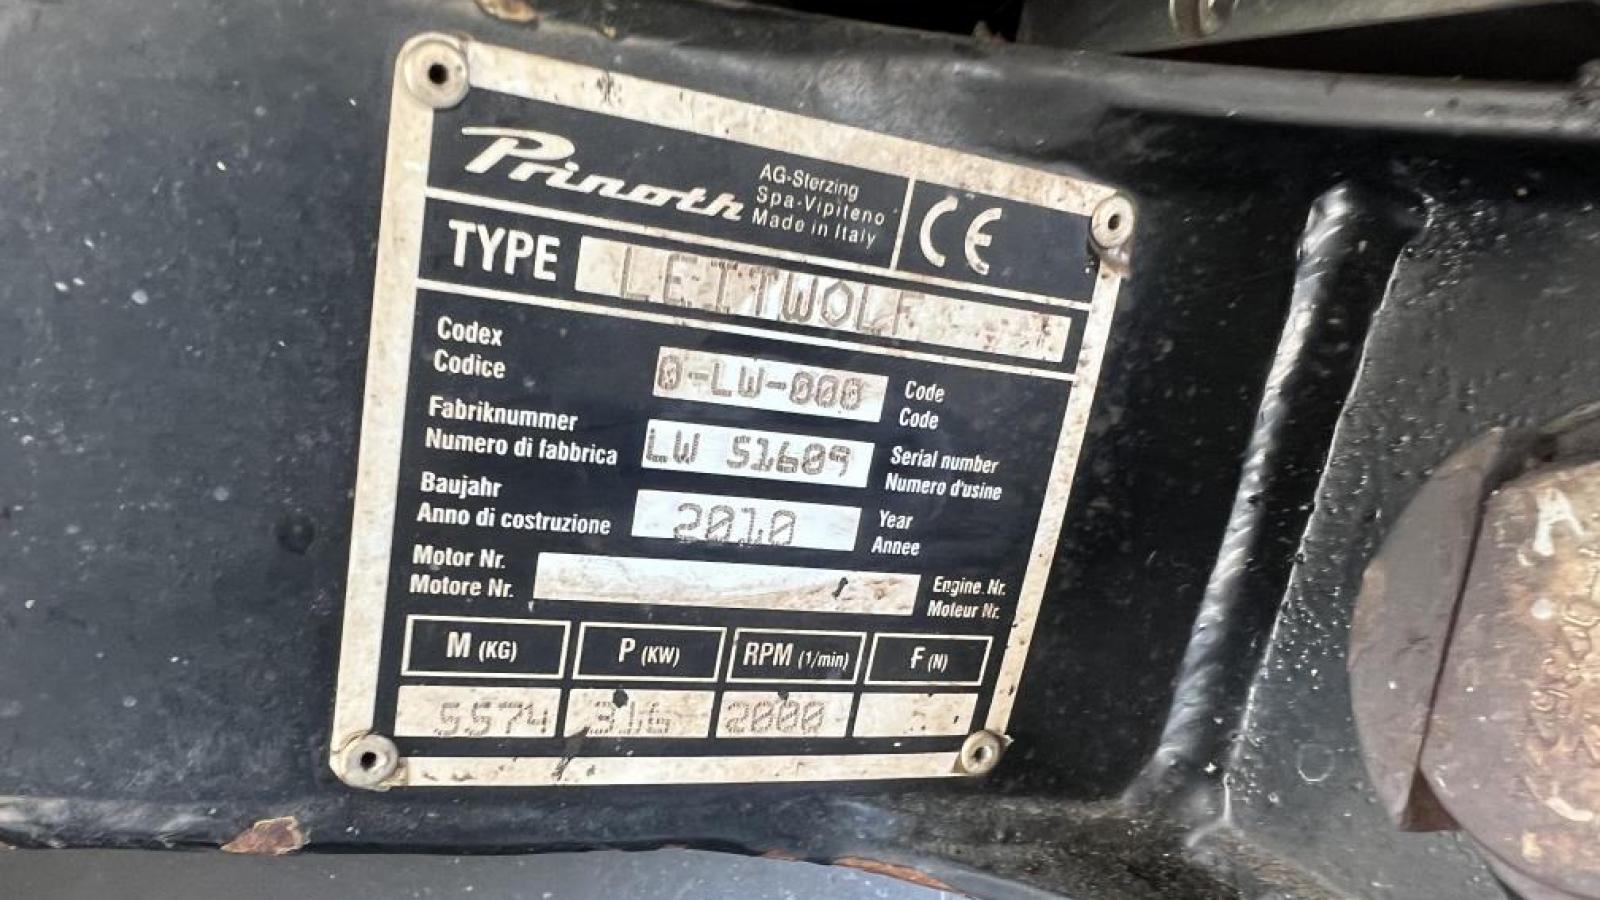 Prinoth
AG-Sterzing
Spa-Vipiteno
Made in Italy
CE
TYPE LEITWOLF
Codex
Codice
0-LW-000
Code
Code
Fabriknummer
Numero di fabbrica
LW 51609
Serial number
Numero d'usine
Baujahr
Anno di costruzione
2010
Year
Annee
Motor Nr.
Motore Nr.
Engine. Nr.
Moteur Nr.
M (KG) P (KW) RPM (1/min) F (N)
5574 316 2000